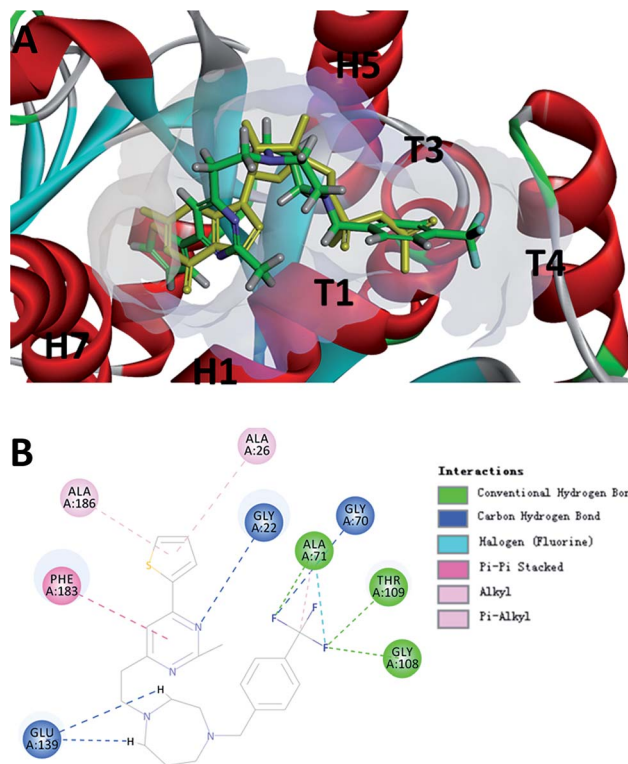 A
H5
T3
T4
T1
H7
H1
B
ALA
A:26
ALA
A:186
GLY
A:22
GLY
A:70
ALA
A:71
PHE
A:183
THR
A:109
GLY
A:108
GLU
A:139
S
N
N
N
N
F
F
F
H
H
Interactions
Conventional Hydrogen Bon
Carbon Hydrogen Bond
Halogen (Fluorine)
Pi-Pi Stacked
Alkyl
Pi-Alkyl